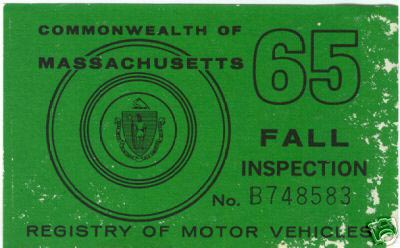 COMMONWEALTH OF
MASSACHUSETTS
65
FALL
INSPECTION
No. B748583
REGISTRY OF MOTOR VEHICLES